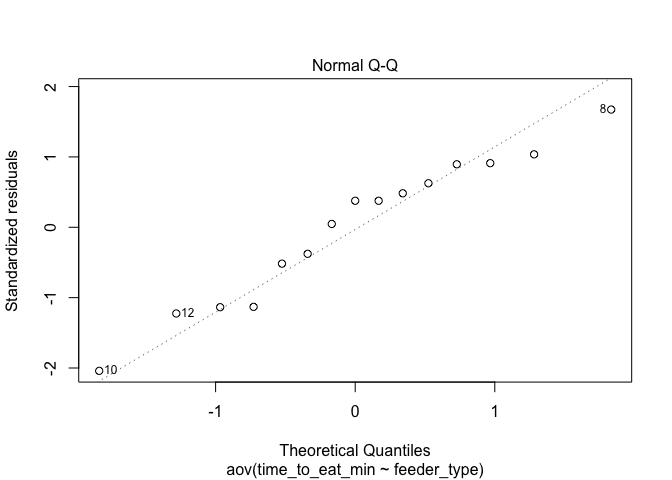 Normal Q-Q
Standardized residuals
2
1
0
-1
-2
8
12
10
-1
0
1
Theoretical Quantiles
aov(time_to_eat_min ~ feeder_type)